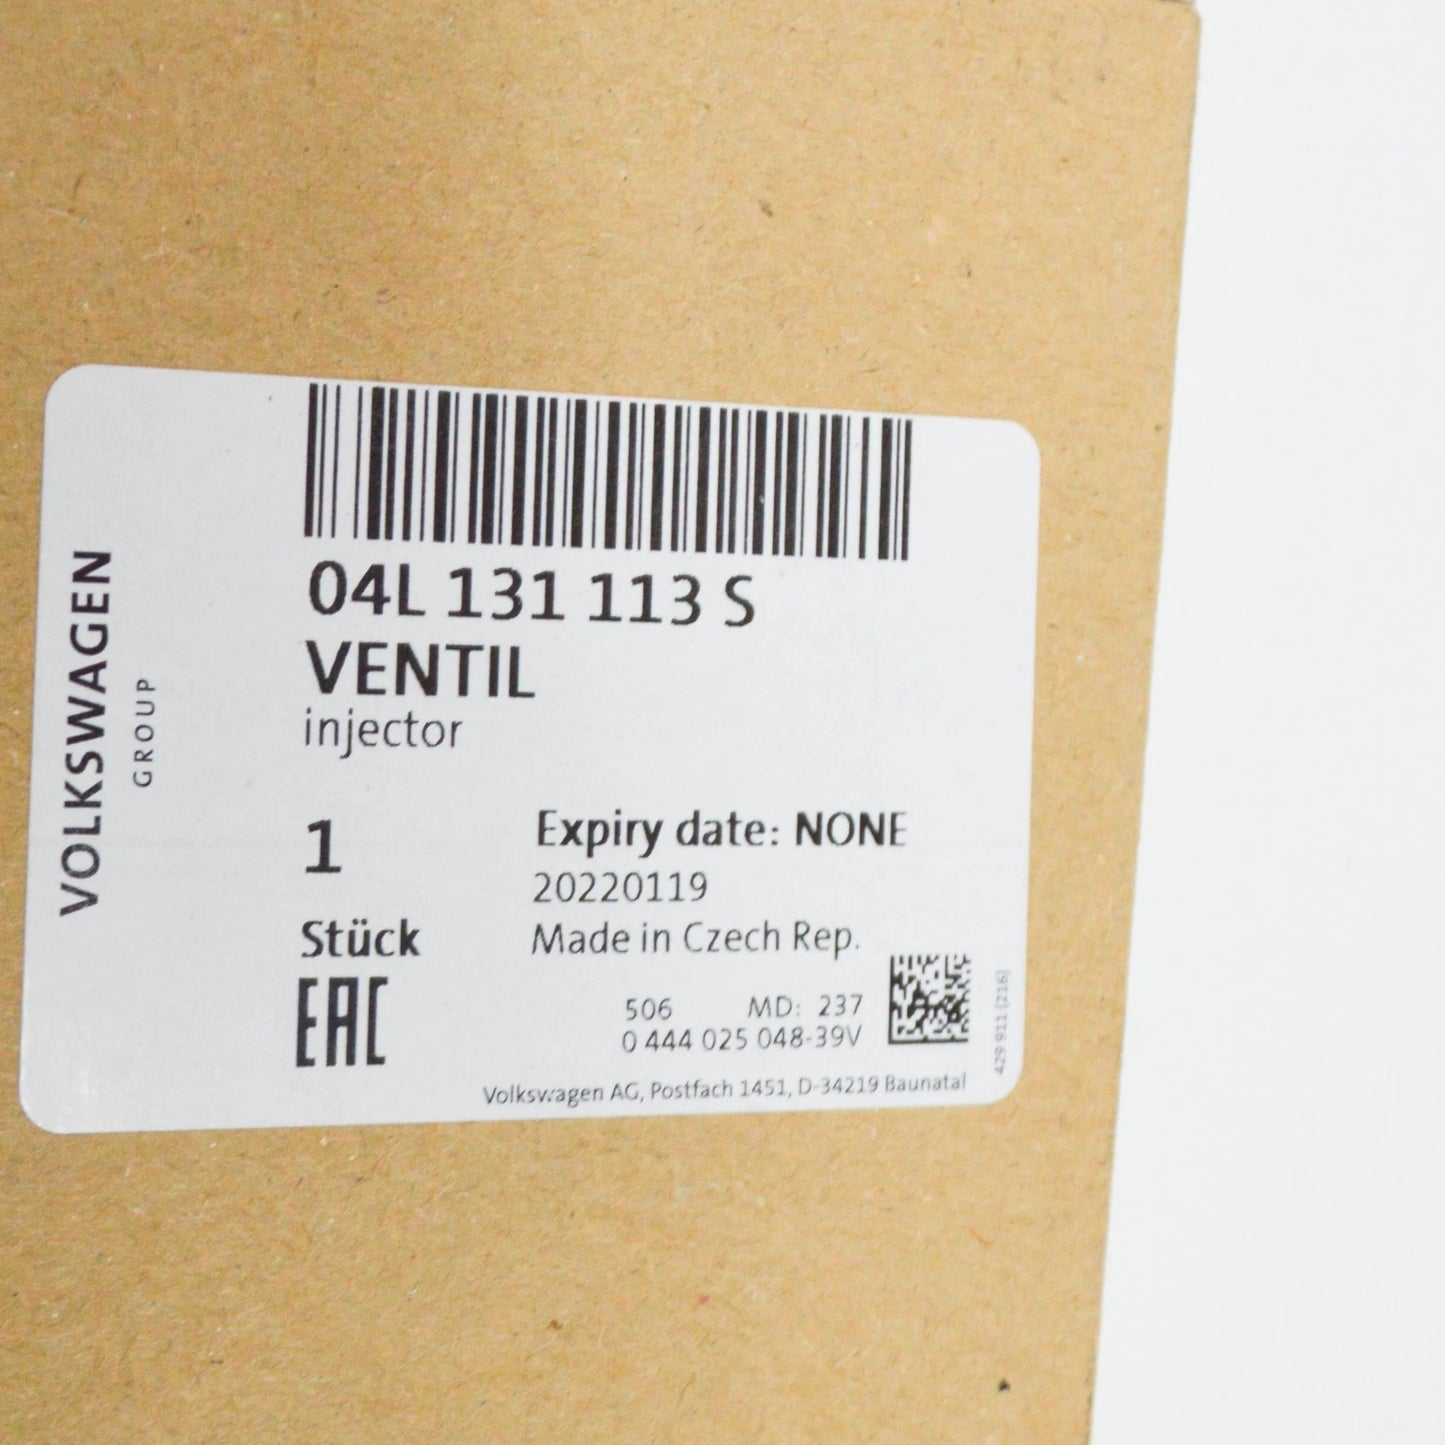 VOLKSWAGEN
GROUP
04L 131 113 S
VENTIL
injector
1
Stück
Expiry date: NONE
20220119
Made in Czech Rep.
EAC
506 MD: 237
0 444 025 048-39V
Volkswagen AG, Postfach 1451, D-34219 Baunatal
429 911 (216)